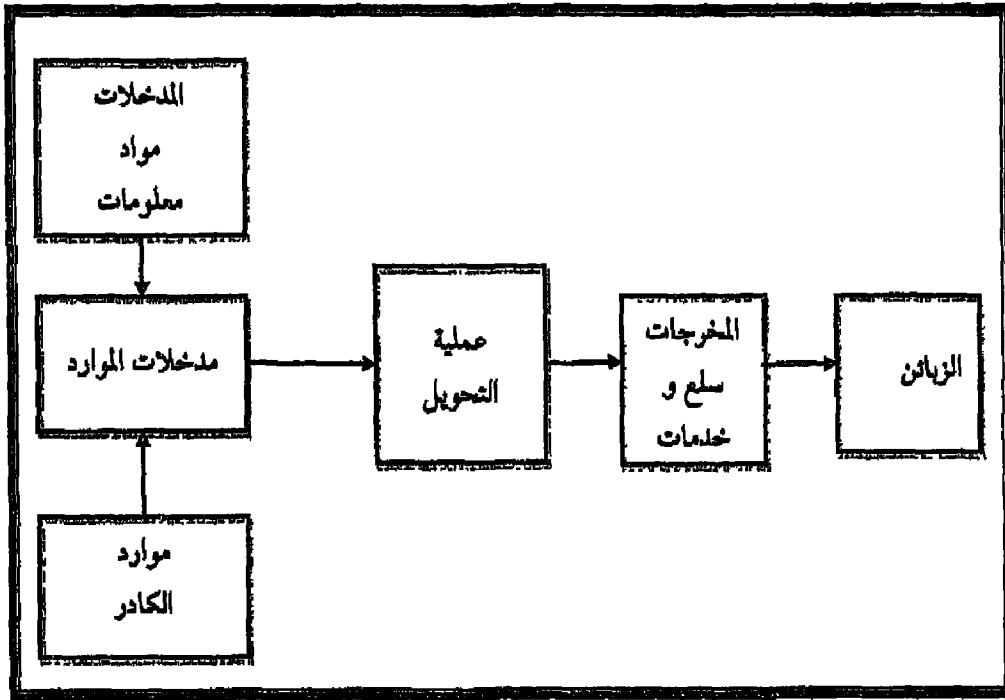 المدخلات
مواد
معلومات
مدخلات الموارد
موارد
الكادر
عملية
التحويل
المخرجات
سلع و
خدمات
الزبائن